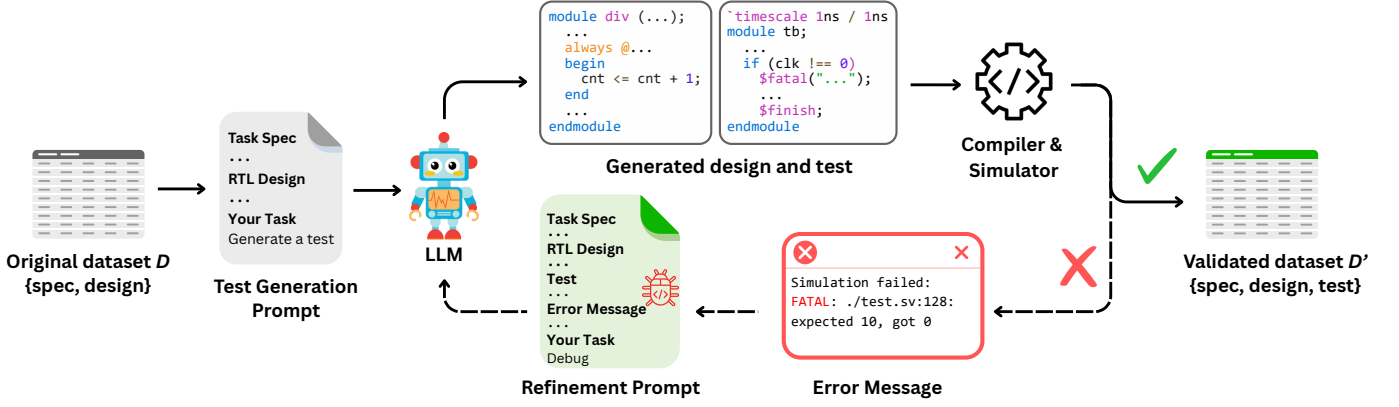 Original dataset D
{spec, design}
Task Spec
...
RTL Design
...
Your Task
Generate a test
Test Generation
Prompt
LLM
module div (...);
...
always @...
begin
cnt <= cnt + 1;
end
...
endmodule
`timescale 1ns / 1ns
module tb;
...
if (clk !== 0)
$fatal("...");
...
$finish;
endmodule
Generated design and test
</>
Compiler &
Simulator
Validated dataset D’
{spec, design, test}
Simulation failed:
FATAL: ./test.sv:128:
expected 10, got 0
Error Message
Task Spec
...
RTL Design
...
Test
...
Error Message
...
Your Task
Debug
</>
Refinement Prompt